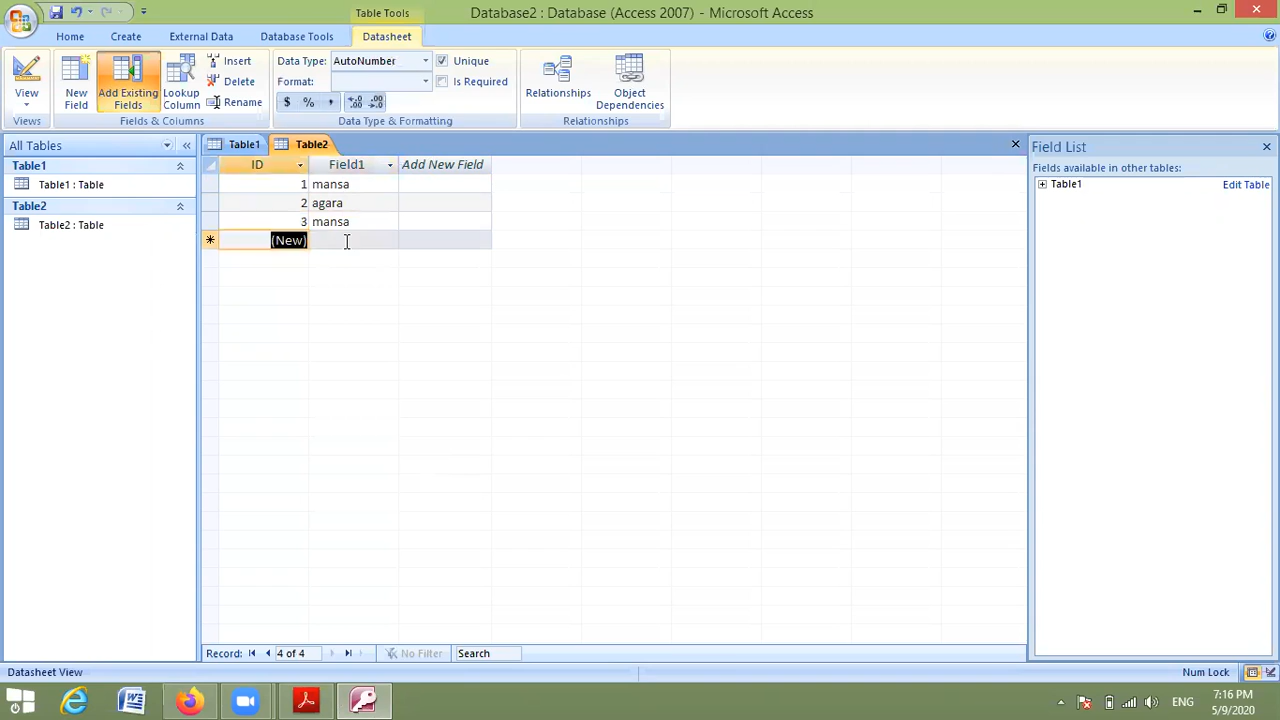 Table Tools
Database2 : Database (Access 2007) - Microsoft Access
Home
Create
External Data
Database Tools
Datasheet
View
Views
New Field
Add Existing Fields
Lookup Column
Insert
Delete
Rename
Fields & Columns
Data Type: AutoNumber
Unique
Format:
Is Required
$ % ,
Data Type & Formatting
Relationships
Object Dependencies
Relationships
All Tables
Table1
Table1 : Table
Table2
Table2 : Table
Table1
Table2
ID Field1 Add New Field
1 mansa
2 agara
3 mansa
(New)
Field List
Fields available in other tables:
Table1 Edit Table
Record: 4 of 4 No Filter Search
Datasheet View
Num Lock
ENG
7:16 PM
5/9/2020